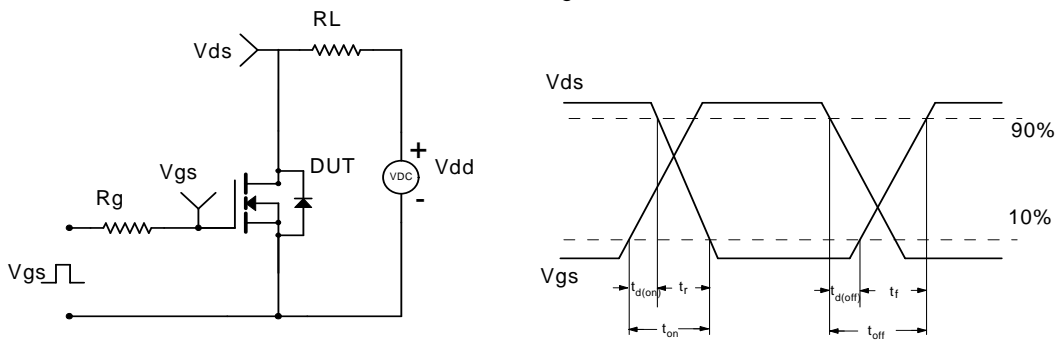 RL
Vds
Vgs
DUT
+
VDC
Vdd
-
Rg
Vgs
Vds
90%
10%
Vgs
td(on)
tr
td(off)
tf
ton
toff